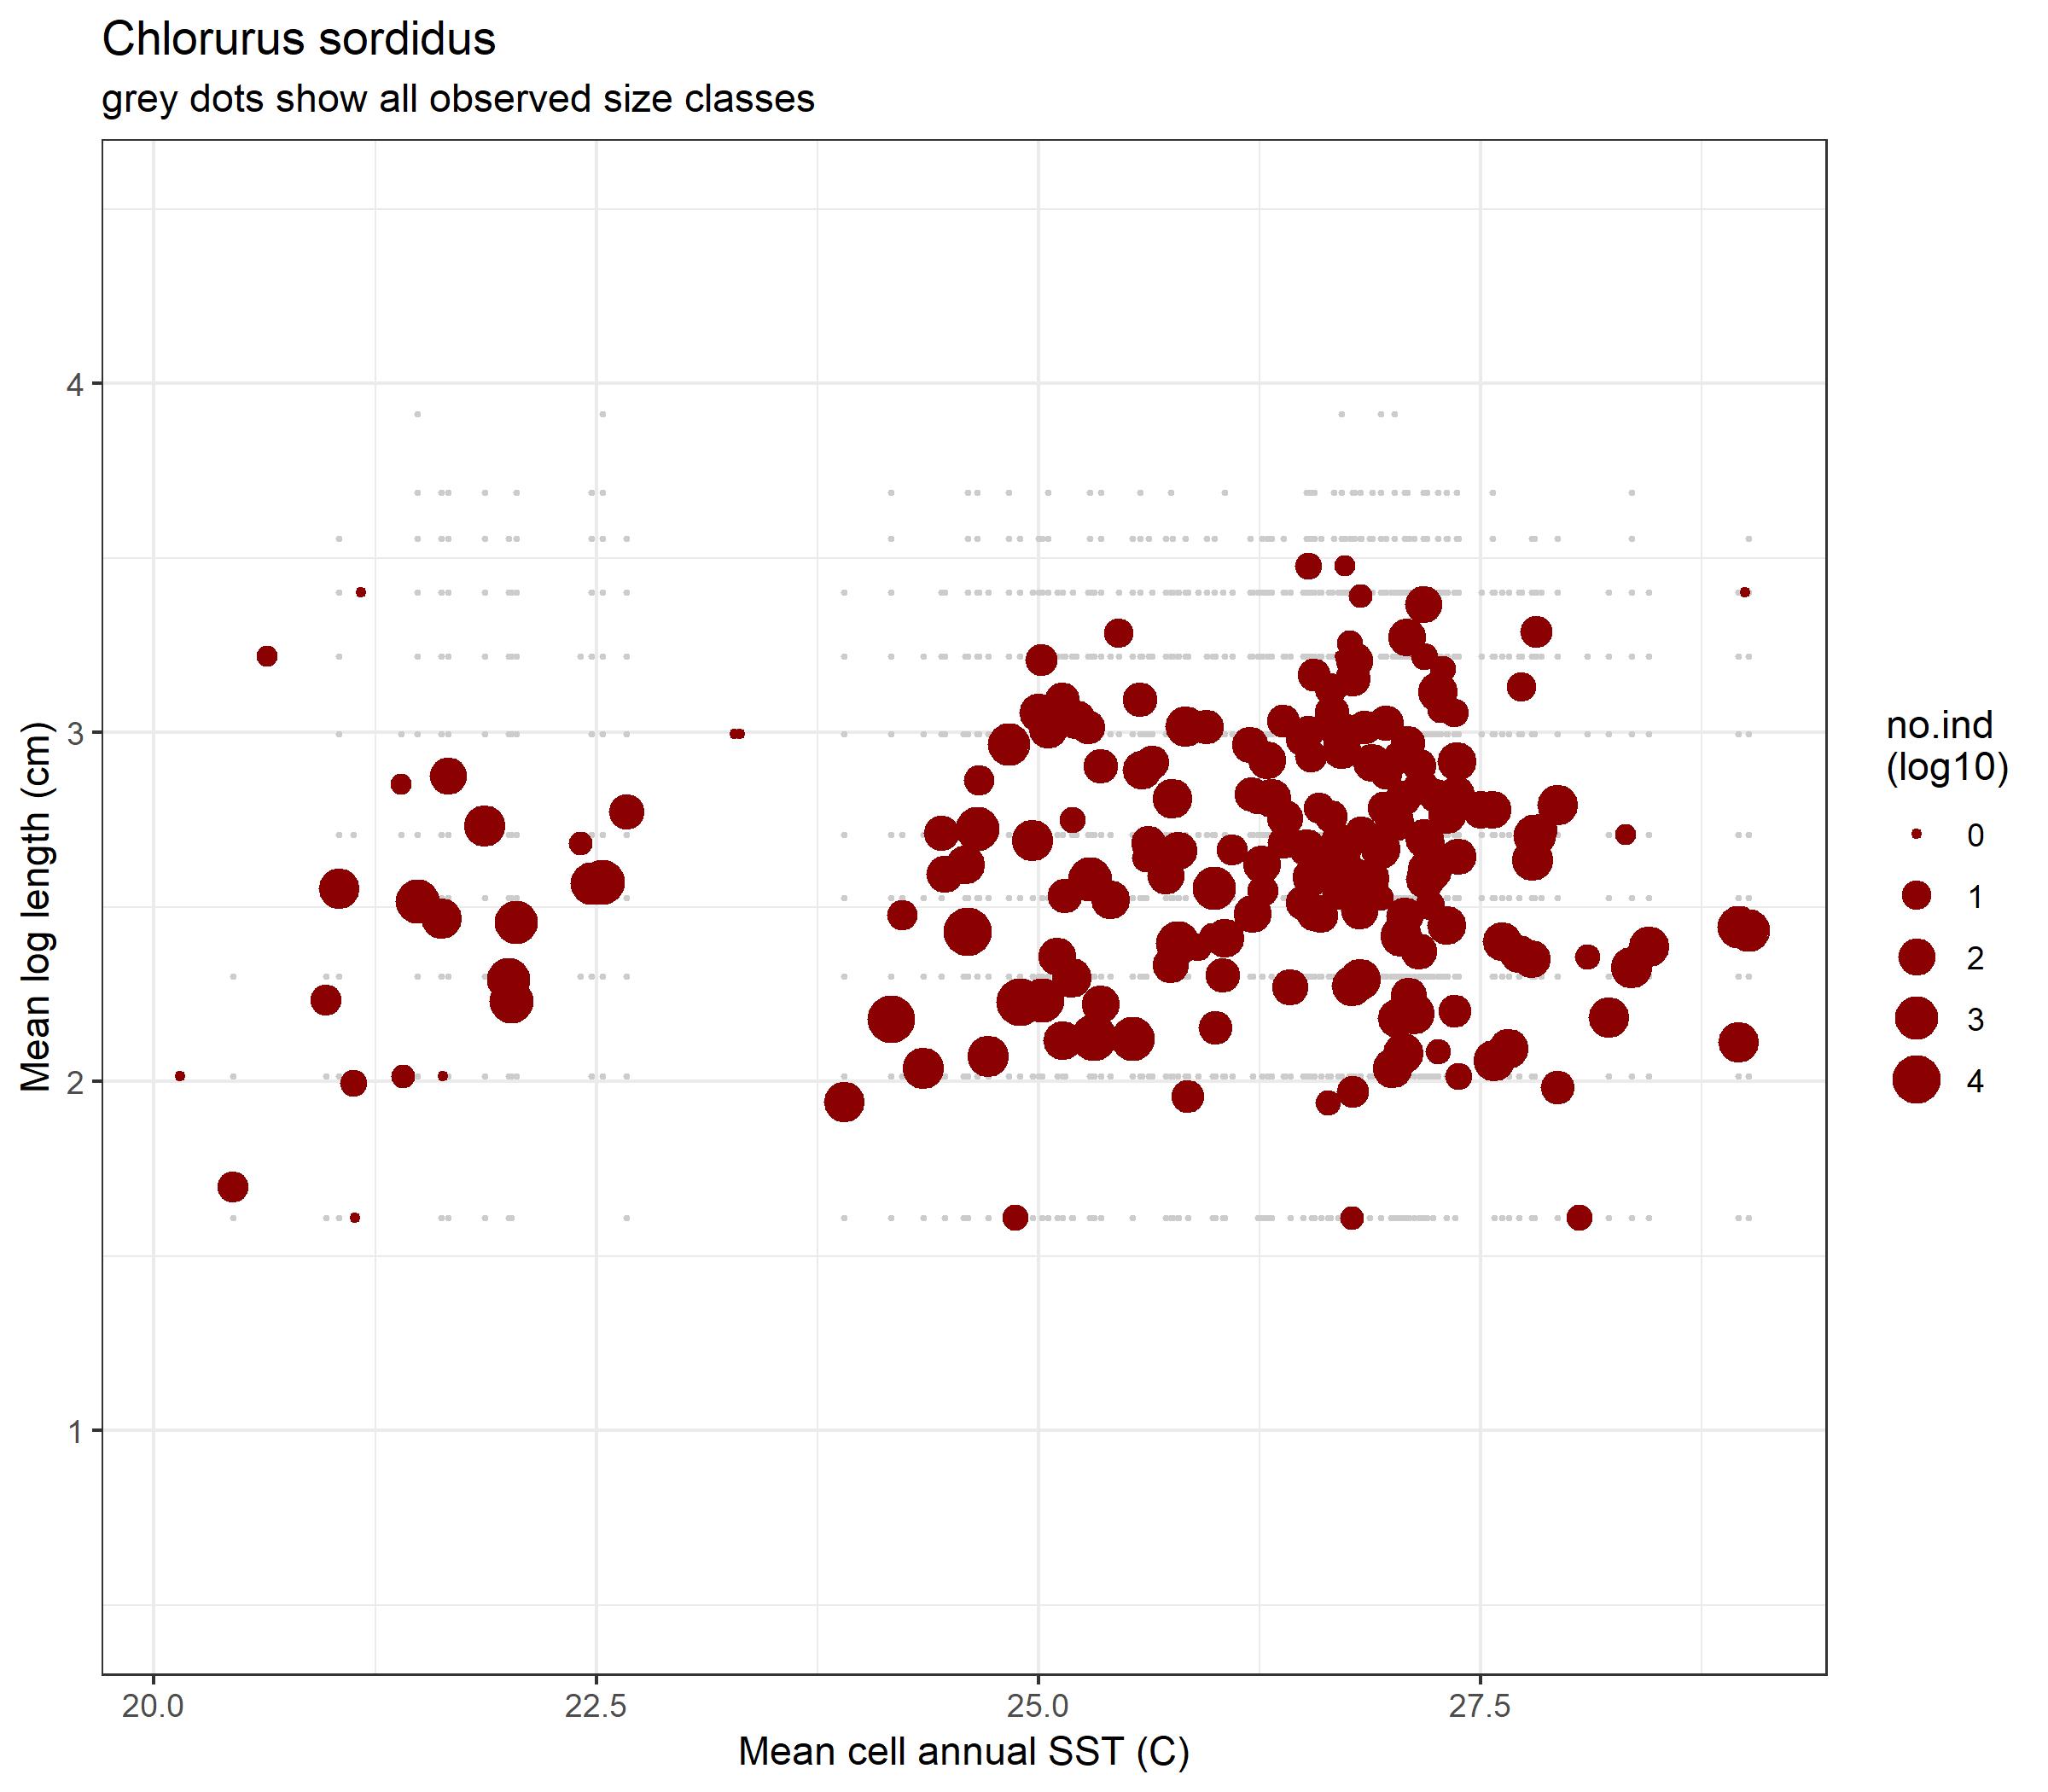 Chlorurus sordidus
grey dots show all observed size classes
Mean log length (cm)
4
3
2
1
20.0
22.5
25.0
27.5
Mean cell annual SST (C)
no.ind
(log10)
0
1
2
3
4